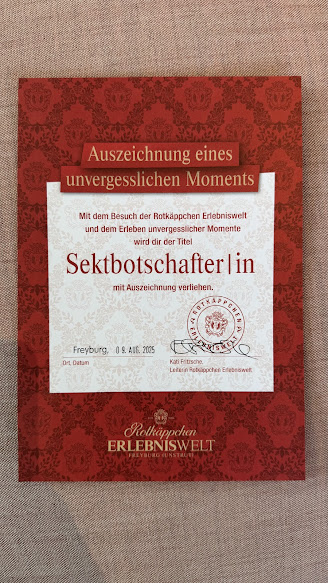 Auszeichnung eines
unvergesslichen Moments
Mit dem Besuch der Rotkäppchen Erlebniswelt
und dem Erleben unvergesslicher Momente
wird dir der Titel
Sektbotschafter|in
mit Auszeichnung verliehen.
ROTKÄPPCHEN
ERLEBNISWELT
Freyburg, 09. AUG. 2025
Ort, Datum
Kati Fritzsche,
Leiterin Rotkäppchen Erlebniswelt
Rotkäppchen
ERLEBNISWELT
FREYBURG (UNSTRUT)